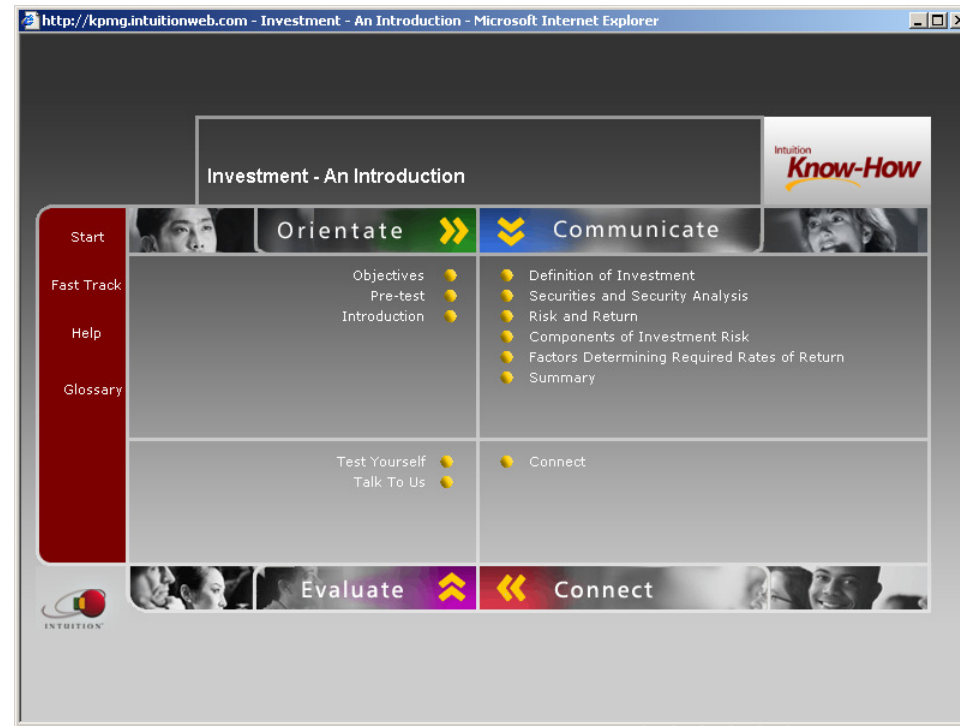 http://kpmg.intuitionweb.com - Investment - An Introduction - Microsoft Internet Explorer
Intuition
Know-How
Investment - An Introduction
Start
Fast Track
Help
Glossary
Orientate
Objectives
Pre-test
Introduction
Communicate
Definition of Investment
Securities and Security Analysis
Risk and Return
Components of Investment Risk
Factors Determining Required Rates of Return
Summary
Test Yourself
Talk To Us
Evaluate
Connect
Connect
INTUITION